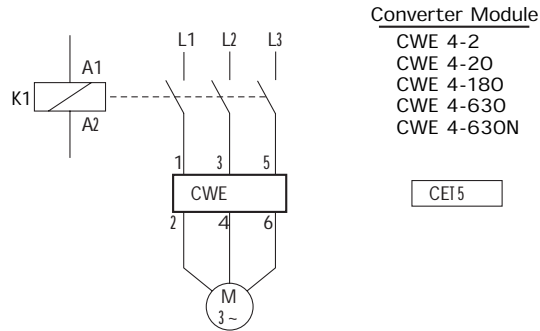 Converter Module
L1 L2 L3
CWE 4-2
A1
CWE 4-20
K1
CWE 4-180
CWE 4-630
A2
CWE 4-630N
1 3 5
CWE
CET5
2 4 6
M
3 ~